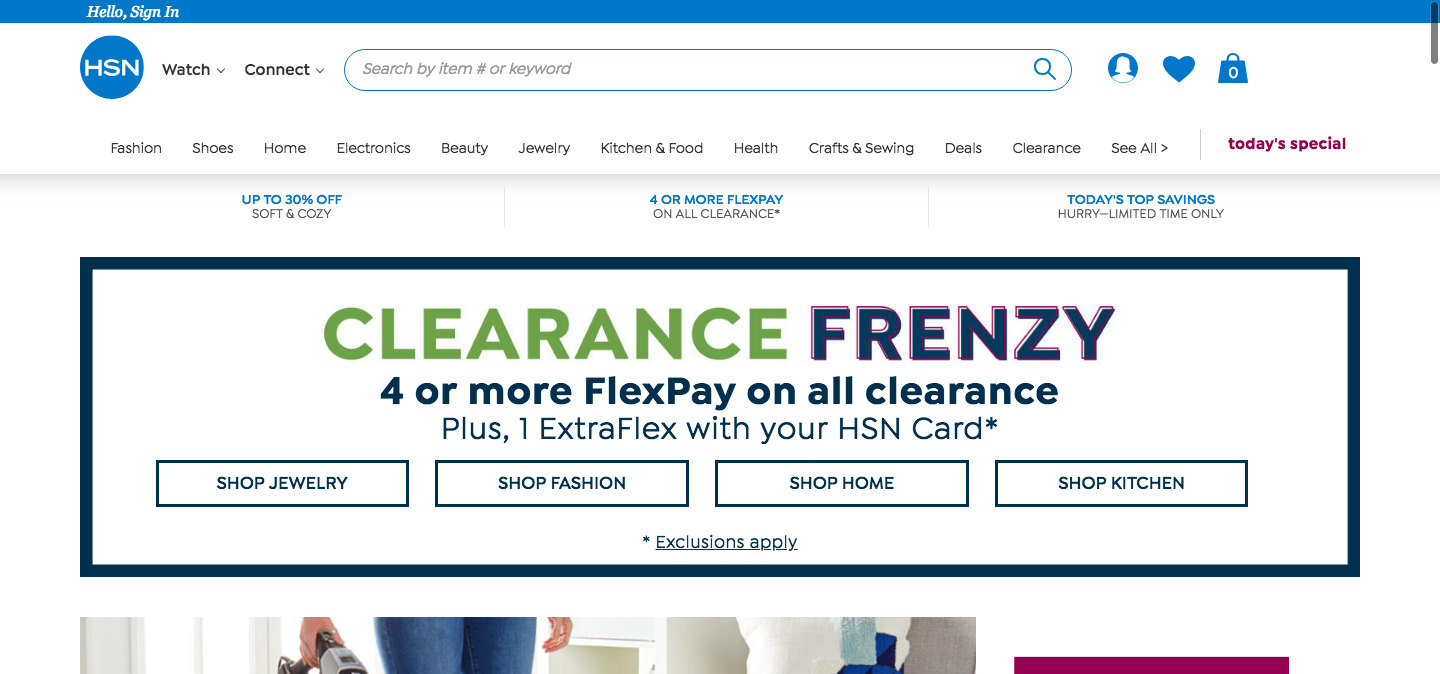 Hello, Sign In
HSN
Watch
Connect
Search by item # or keyword
0
Fashion
Shoes
Home
Electronics
Beauty
Jewelry
Kitchen & Food
Health
Crafts & Sewing
Deals
Clearance
See All >
today's special
UP TO 30% OFF
SOFT & COZY
4 OR MORE FLEXPAY
ON ALL CLEARANCE*
TODAY'S TOP SAVINGS
HURRY—LIMITED TIME ONLY
CLEARANCE FRENZY
4 or more FlexPay on all clearance
Plus, 1 ExtraFlex with your HSN Card*
SHOP JEWELRY
SHOP FASHION
SHOP HOME
SHOP KITCHEN
* Exclusions apply